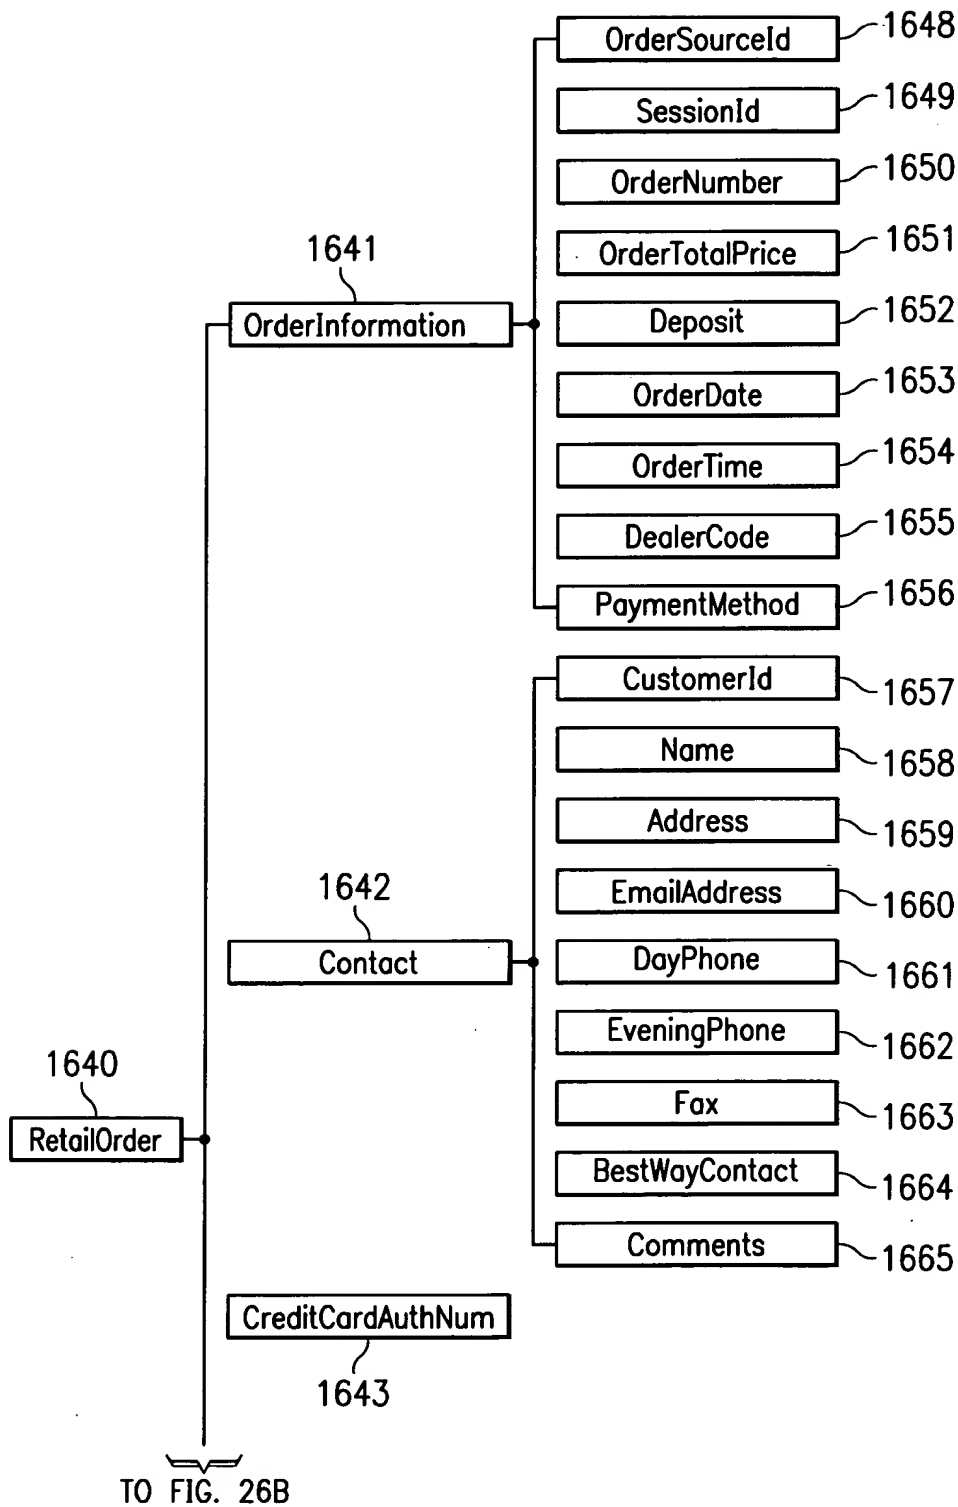 OrderSourceId
1648
SessionId
1649
OrderNumber
1650
OrderTotalPrice
1651
1641
OrderInformation
Deposit
1652
OrderDate
1653
OrderTime
1654
DealerCode
1655
PaymentMethod
1656
CustomerId
1657
Name
1658
Address
1659
EmailAddress
1660
1642
Contact
DayPhone
1661
EveningPhone
1662
1640
RetailOrder
Fax
1663
BestWayContact
1664
Comments
1665
CreditCardAuthNum
1643
TO FIG. 26B